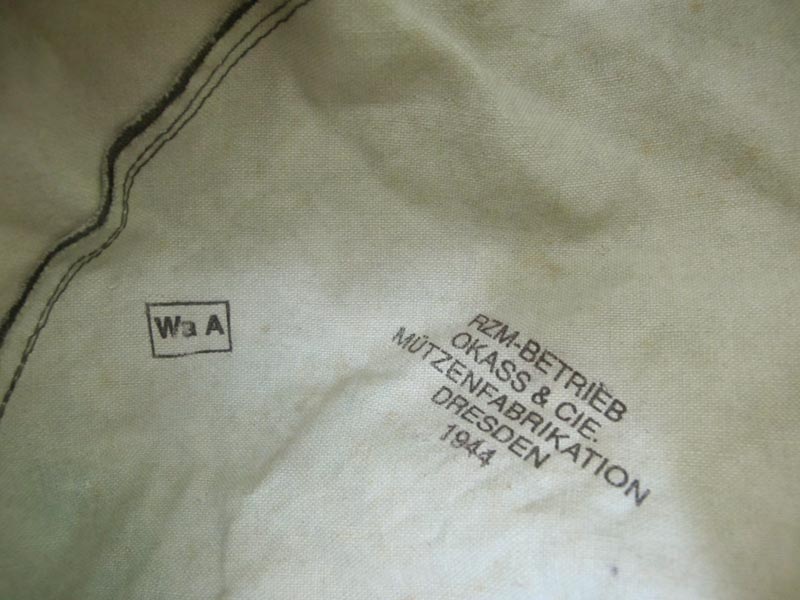 Wa A
RZM-BETRIEB
OKASS & CIE.
MÜTZENFABRIKATION
DRESDEN
1944